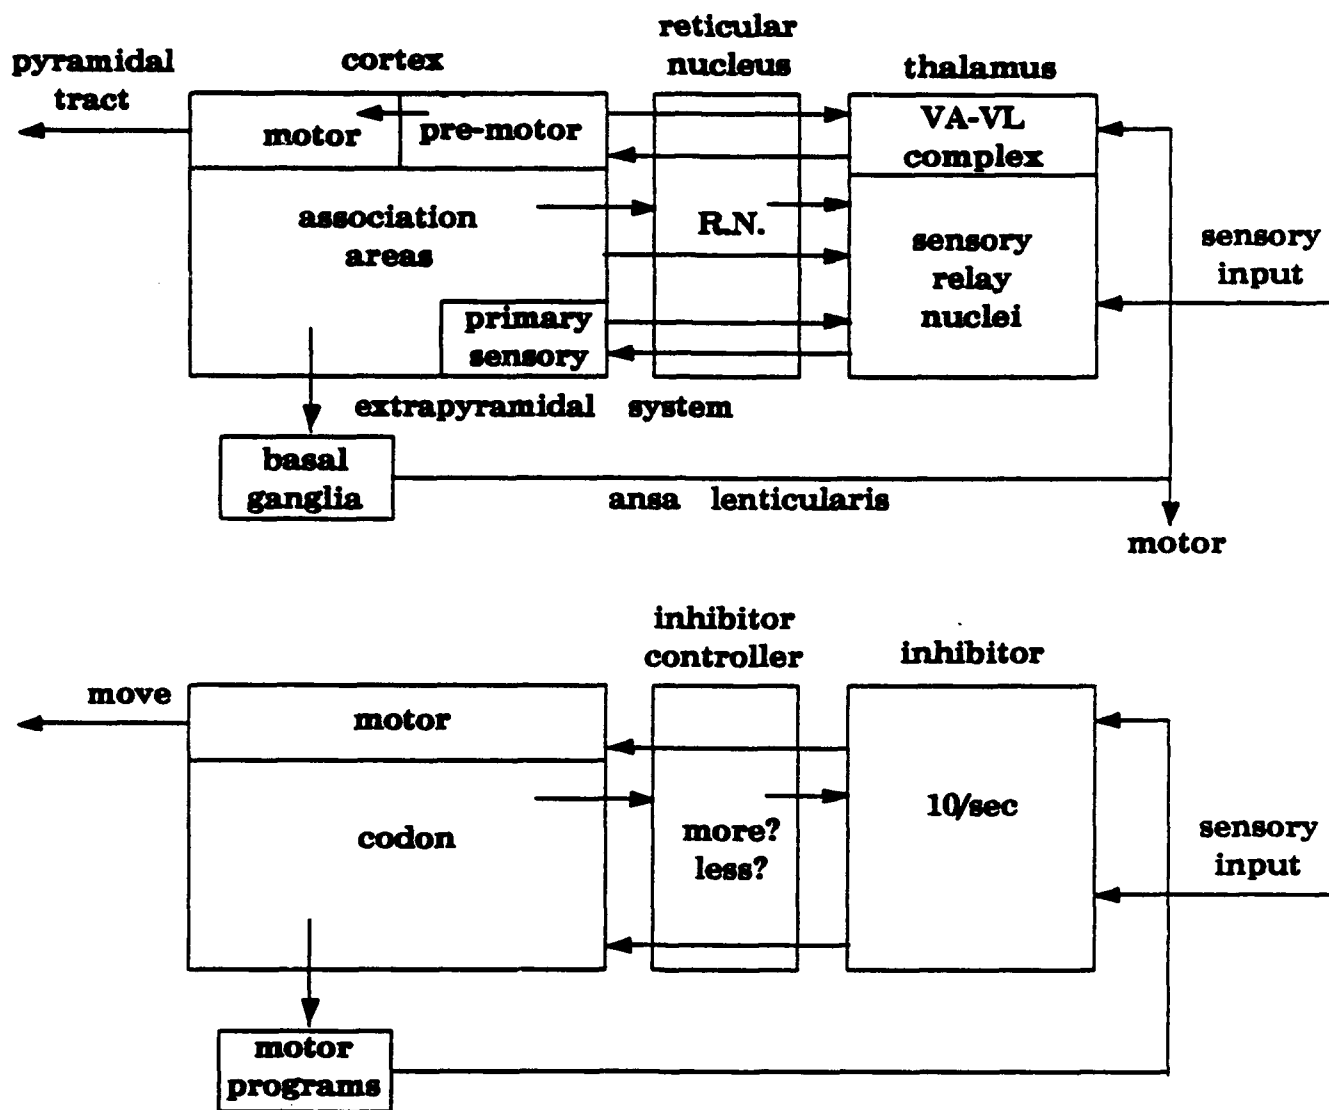 reticular
nucleus
pyramidal
tract
cortex
thalamus
motor
pre-motor
VA-VL
complex
association
areas
R.N.
sensory
relay
nuclei
sensory
input
primary
sensory
extrapyramidal system
basal
ganglia
ansa lenticularis
motor
inhibitor
controller
inhibitor
move
motor
codon
more?
less?
10/sec
sensory
input
motor
programs